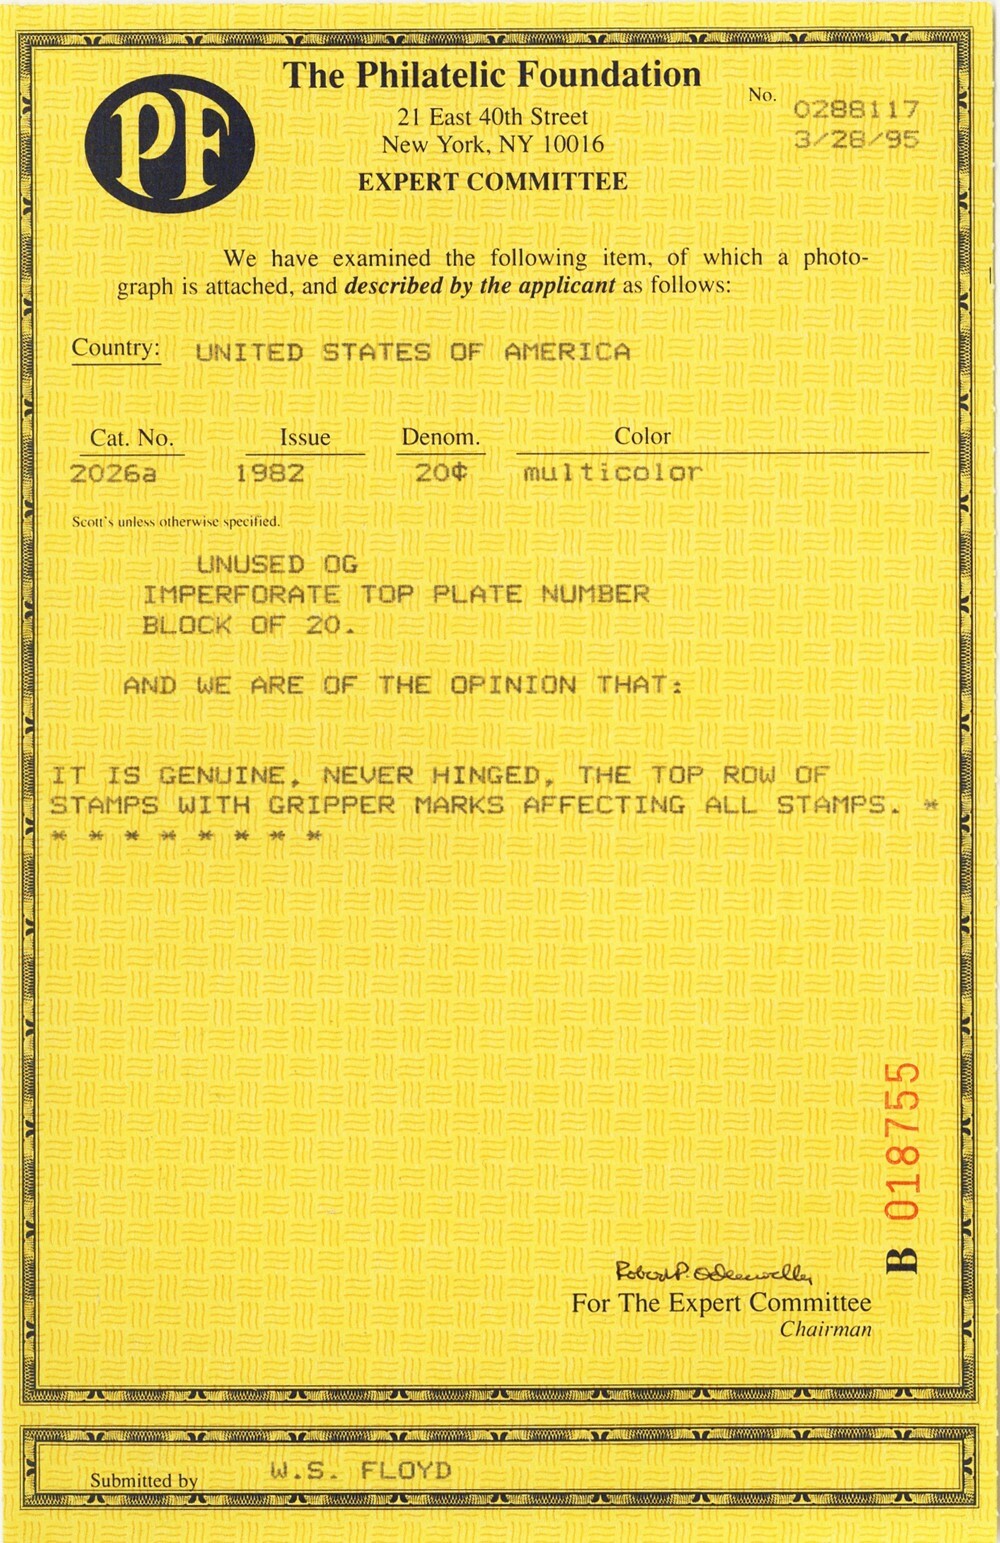 PF
The Philatelic Foundation
21 East 40th Street
New York, NY 10016
EXPERT COMMITTEE
No. 0288117
3/28/95
We have examined the following item, of which a photo-
graph is attached, and described by the applicant as follows:
Country: UNITED STATES OF AMERICA
Cat. No. Issue Denom. Color
2026a 1982 20¢ multicolor
Scott's unless otherwise specified.
UNUSED OG
IMPERFORATE TOP PLATE NUMBER
BLOCK OF 20.
AND WE ARE OF THE OPINION THAT:
IT IS GENUINE, NEVER HINGED, THE TOP ROW OF
STAMPS WITH GRIPPER MARKS AFFECTING ALL STAMPS. *
* * * * * * * *
B 018755
Robert P. Odenweller
For The Expert Committee
Chairman
Submitted by W.S. FLOYD